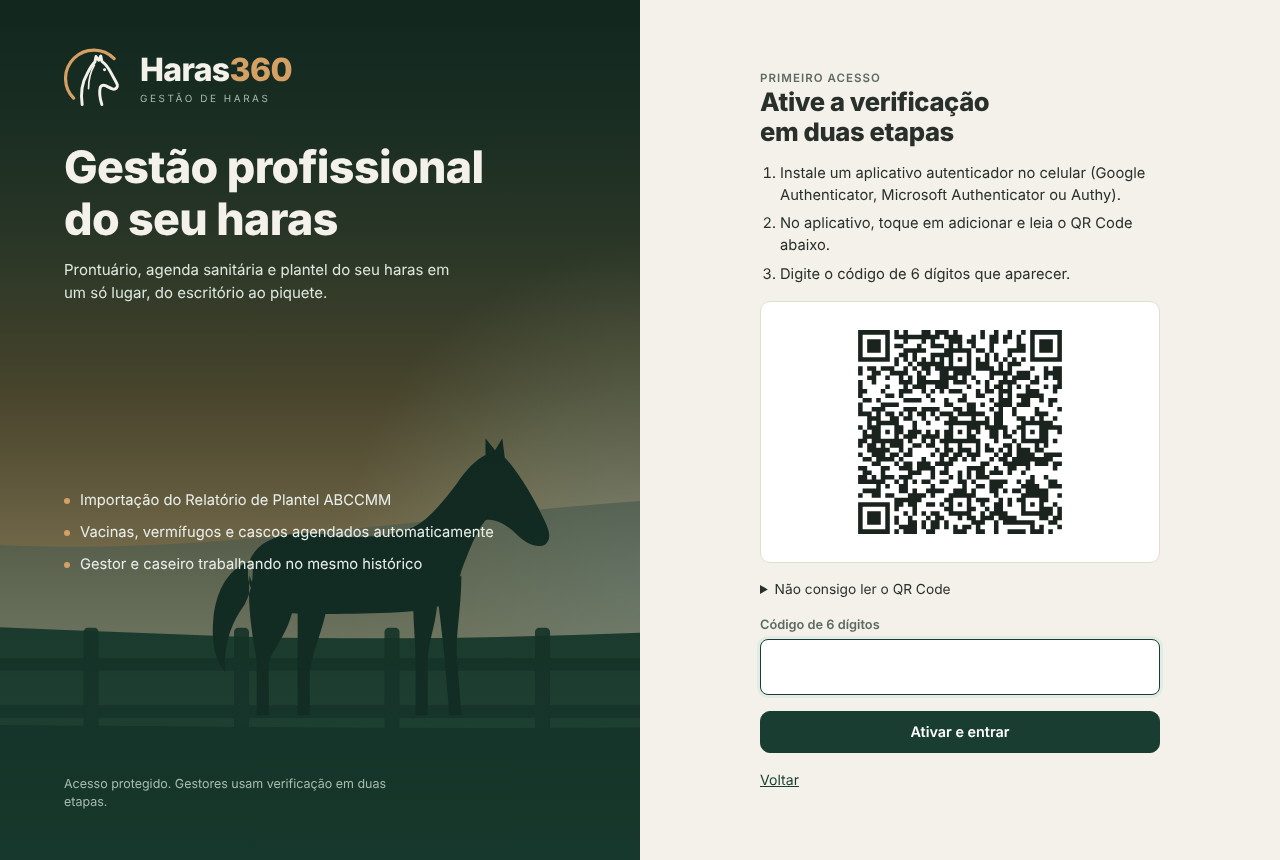 Haras360
GESTÃO DE HARAS
Gestão profissional
do seu haras
Prontuário, agenda sanitária e plantel do seu haras em
um só lugar, do escritório ao piquete.
Importação do Relatório de Plantel ABCCMM
Vacinas, vermífugos e cascos agendados automaticamente
Gestor e caseiro trabalhando no mesmo histórico
Acesso protegido. Gestores usam verificação em duas
etapas.
PRIMEIRO ACESSO
Ative a verificação
em duas etapas
1. Instale um aplicativo autenticador no celular (Google
Authenticator, Microsoft Authenticator ou Authy).
2. No aplicativo, toque em adicionar e leia o QR Code
abaixo.
3. Digite o código de 6 dígitos que aparecer.
Não consigo ler o QR Code
Código de 6 dígitos
Ativar e entrar
Voltar